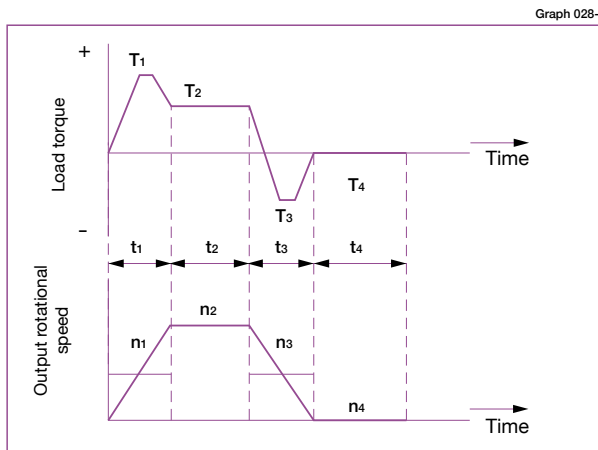 Graph 028-
+
T1
T2
Load torque
Time
T4
T3
-
t1 t2 t3 t4
Output rotational
speed
n2
n1 n3
n4
Time